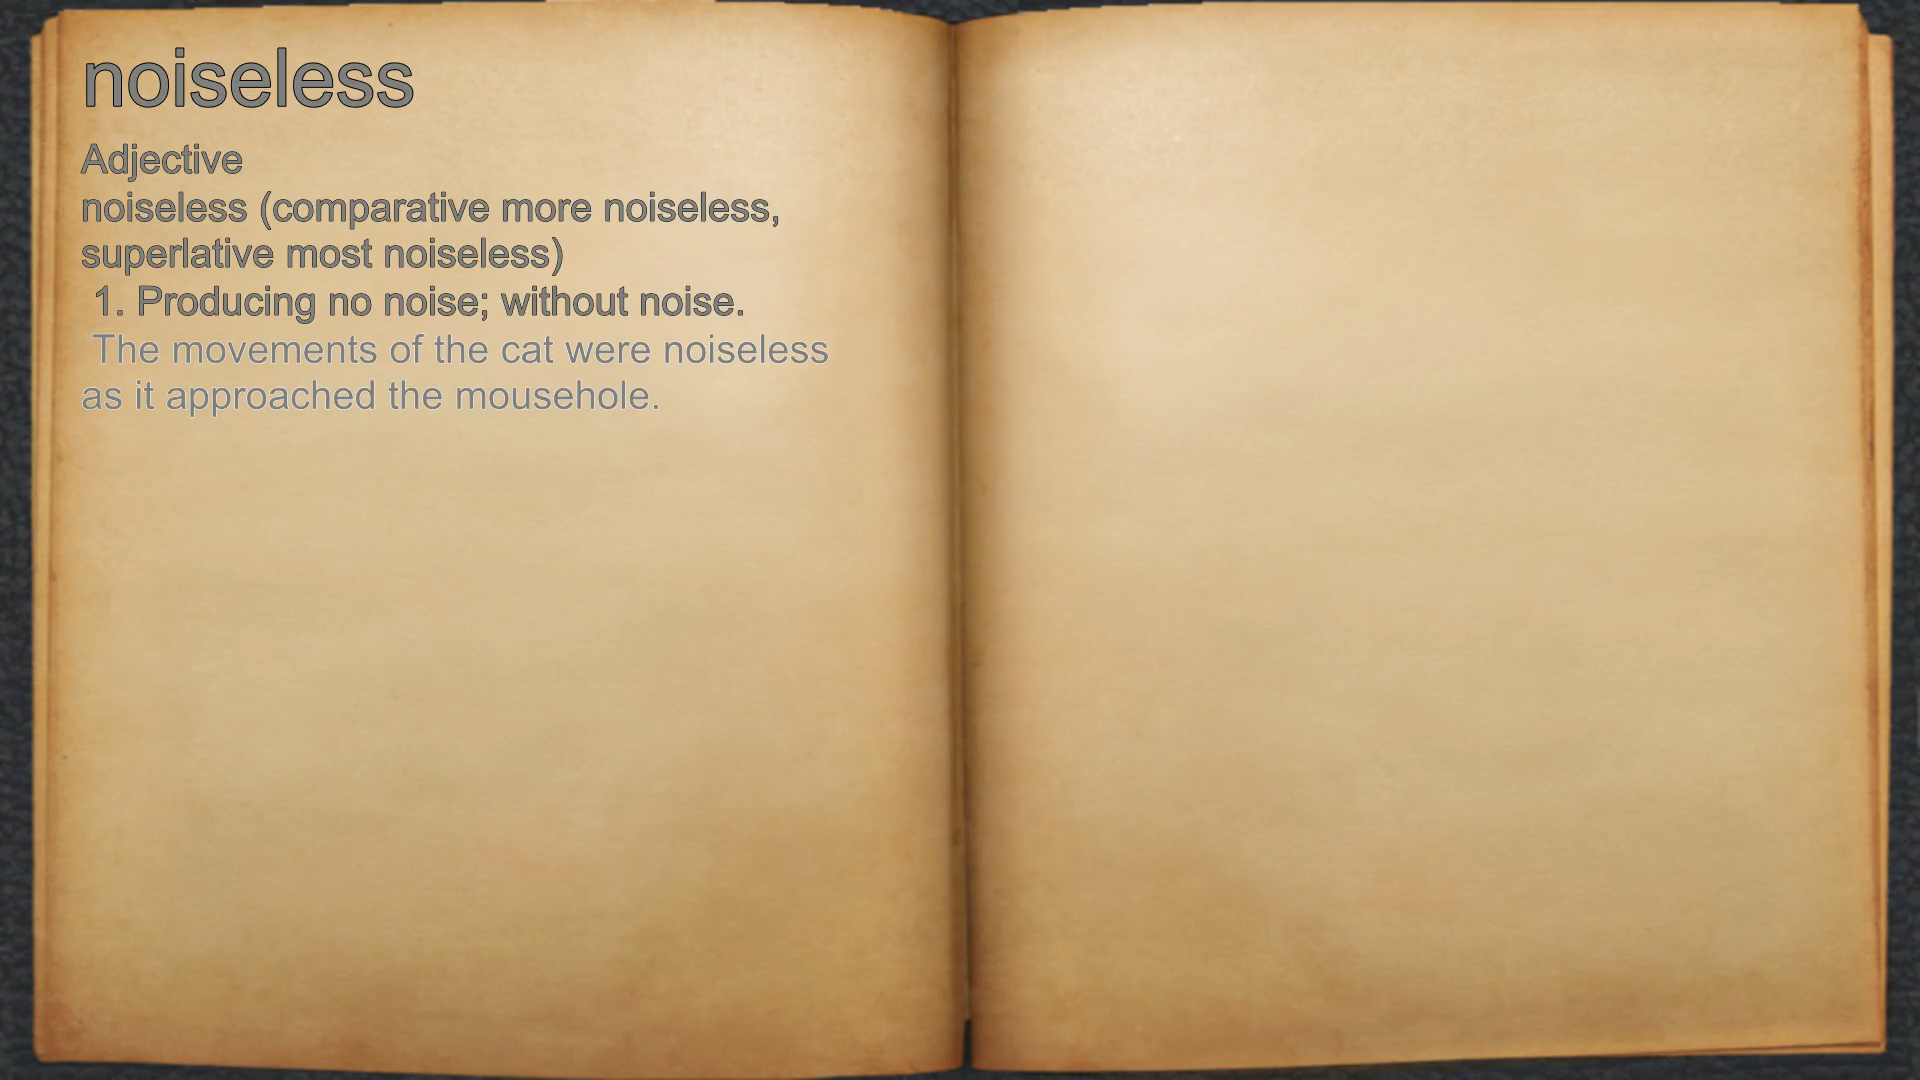 noiseless
Adjective
noiseless (comparative more noiseless,
superlative most noiseless)
1. Producing no noise; without noise.
The movements of the cat were noiseless
as it approached the mousehole.